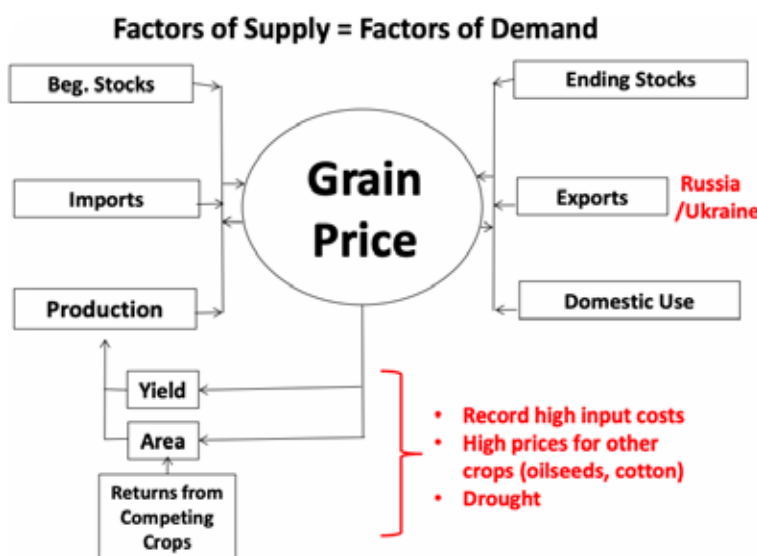 Factors of Supply = Factors of Demand
Beg. Stocks
Ending Stocks
Grain
Price
Imports
Exports
Russia
/Ukraine
Production
Domestic Use
Yield
Area
Returns from
Competing
Crops
• Record high input costs
• High prices for other
crops (oilseeds, cotton)
• Drought